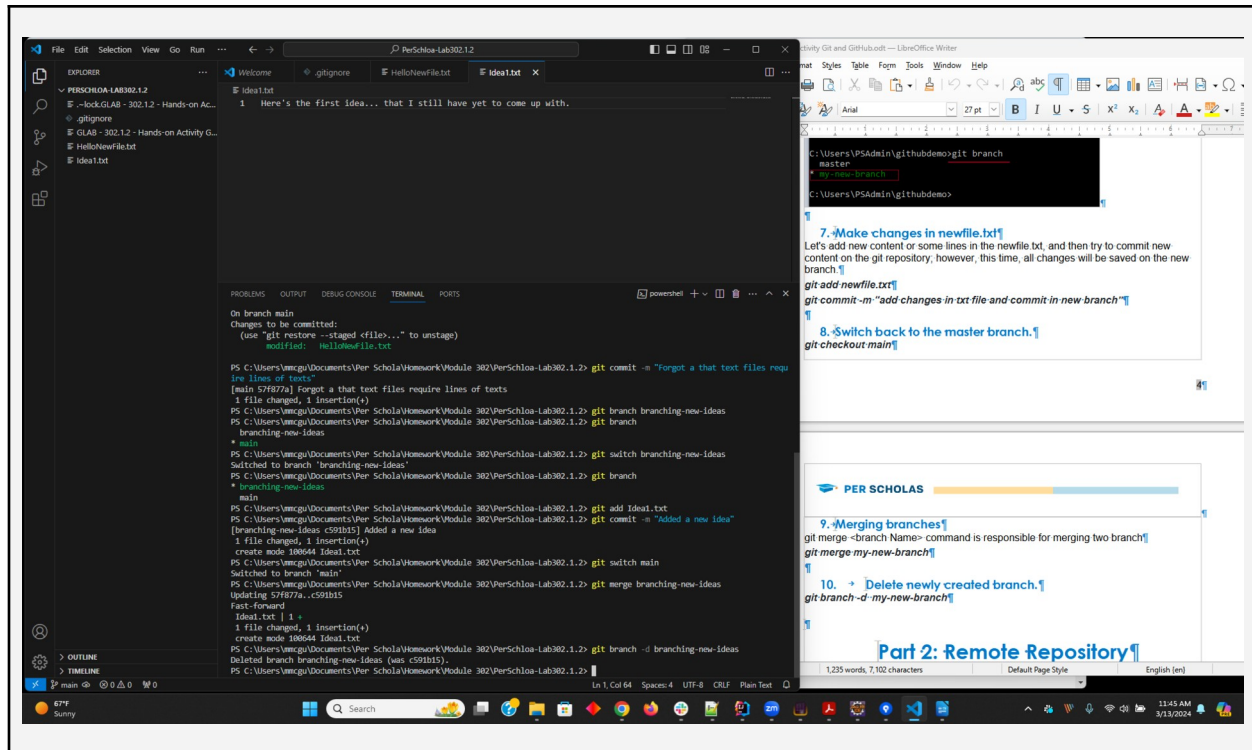 File Edit Selection View Go Run ··· PerSchloa-Lab302.1.2
EXPLORER ···
PERSCHLOA-LAB302.1.2
.~lock.GLAB - 302.1.2 - Hands-on Ac...
.gitignore
GLAB - 302.1.2 - Hands-on Activity G...
HelloNewFile.txt
Idea1.txt
Welcome .gitignore HelloNewFile.txt Idea1.txt
Idea1.txt
1 Here's the first idea... that I still have yet to come up with.
PROBLEMS OUTPUT DEBUG CONSOLE TERMINAL PORTS powershell
On branch main
Changes to be committed:
(use "git restore --staged <file>..." to unstage)
modified: HelloNewFile.txt
PS C:\Users\mmcgu\Documents\Per Schola\Homework\Module 302\PerSchloa-Lab302.1.2> git commit -m "Forgot a that text files requ
ire lines of texts"
[main 57f877a] Forgot a that text files require lines of texts
1 file changed, 1 insertion(+)
PS C:\Users\mmcgu\Documents\Per Schola\Homework\Module 302\PerSchloa-Lab302.1.2> git branch branching-new-ideas
PS C:\Users\mmcgu\Documents\Per Schola\Homework\Module 302\PerSchloa-Lab302.1.2> git branch
branching-new-ideas
* main
PS C:\Users\mmcgu\Documents\Per Schola\Homework\Module 302\PerSchloa-Lab302.1.2> git switch branching-new-ideas
Switched to branch 'branching-new-ideas'
PS C:\Users\mmcgu\Documents\Per Schola\Homework\Module 302\PerSchloa-Lab302.1.2> git branch
* branching-new-ideas
main
PS C:\Users\mmcgu\Documents\Per Schola\Homework\Module 302\PerSchloa-Lab302.1.2> git add Idea1.txt
PS C:\Users\mmcgu\Documents\Per Schola\Homework\Module 302\PerSchloa-Lab302.1.2> git commit -m "Added a new idea"
[branching-new-ideas c591b15] Added a new idea
1 file changed, 1 insertion(+)
create mode 100644 Idea1.txt
PS C:\Users\mmcgu\Documents\Per Schola\Homework\Module 302\PerSchloa-Lab302.1.2> git switch main
Switched to branch 'main'
PS C:\Users\mmcgu\Documents\Per Schola\Homework\Module 302\PerSchloa-Lab302.1.2> git merge branching-new-ideas
Updating 57f877a..c591b15
Fast-forward
Idea1.txt | 1 +
1 file changed, 1 insertion(+)
create mode 100644 Idea1.txt
PS C:\Users\mmcgu\Documents\Per Schola\Homework\Module 302\PerSchloa-Lab302.1.2> git branch -d branching-new-ideas
Deleted branch branching-new-ideas (was c591b15).
PS C:\Users\mmcgu\Documents\Per Schola\Homework\Module 302\PerSchloa-Lab302.1.2>
OUTLINE
TIMELINE
main 0 0 0 Ln 1, Col 64 Spaces: 4 UTF-8 CRLF Plain Text
ctivity Git and GitHub.odt — LibreOffice Writer
mat Styles Table Form Tools Window Help
Arial 27 pt B I U S X² X₂ A A
C:\Users\PSAdmin\githubdemo>git branch
master
* my-new-branch
C:\Users\PSAdmin\githubdemo>
7. Make changes in newfile.txt¶
Let's add new content or some lines in the newfile.txt, and then try to commit new
content on the git repository; however, this time, all changes will be saved on the new
branch.¶
git add newfile.txt¶
git commit -m "add changes in txt file and commit in new branch"¶
¶
8. Switch back to the master branch.¶
git checkout main¶
4¶
PER SCHOLAS
9. Merging branches¶
git merge <branch Name> command is responsible for merging two branch¶
git merge my-new-branch¶
¶
10. → Delete newly created branch.¶
git branch -d my-new-branch¶
¶
Part 2: Remote Repository¶
1,235 words, 7,102 characters Default Page Style English (en)
67°F
Sunny
Search
zm
11:45 AM
3/13/2024